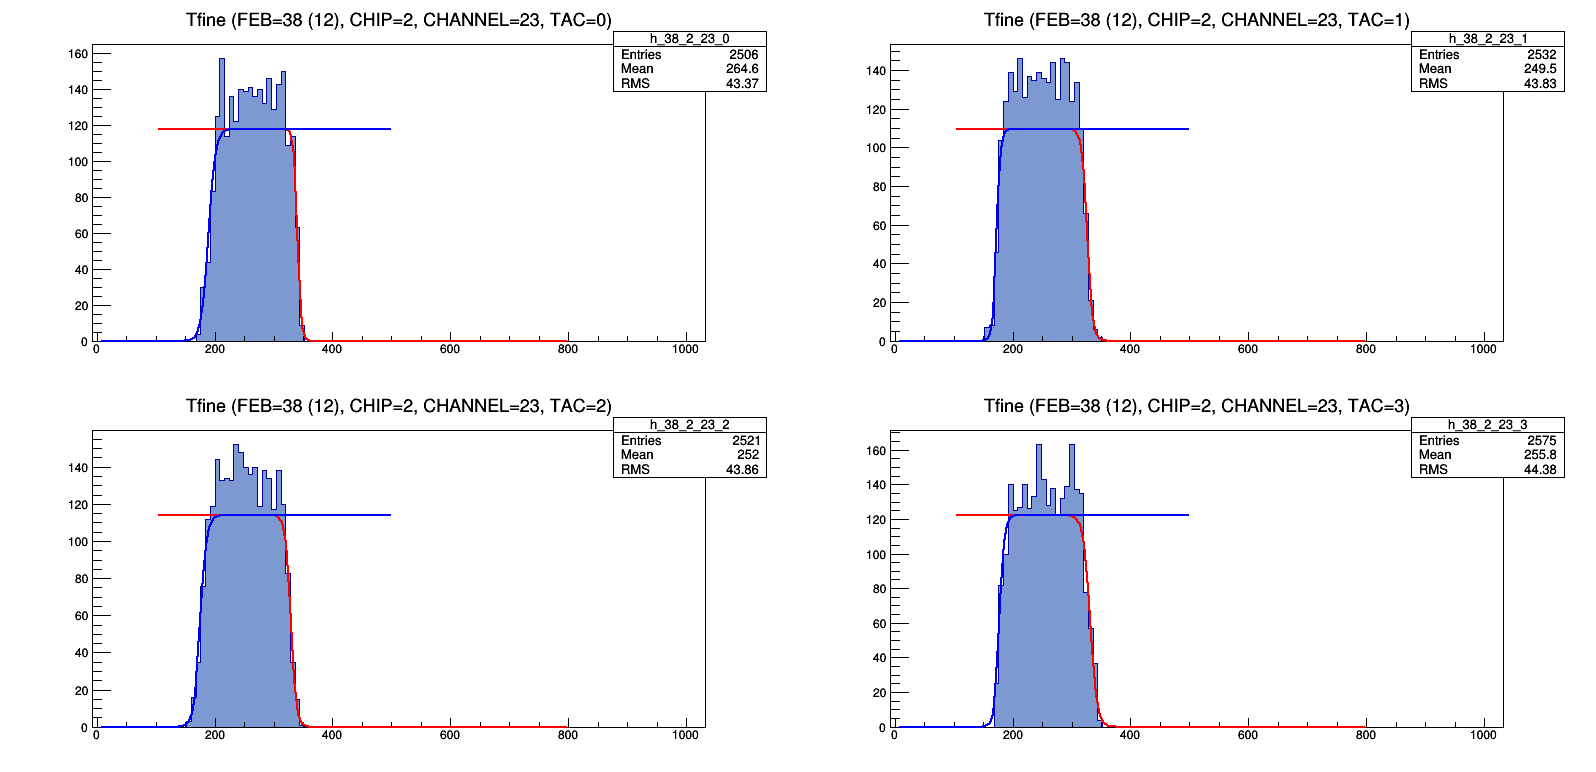 Tfine (FEB=38 (12), CHIP=2, CHANNEL=23, TAC=0)
h_38_2_23_0
Entries 2506
Mean 264.6
RMS 43.37
160
140
120
100
80
60
40
20
0
0 200 400 600 800 1000
Tfine (FEB=38 (12), CHIP=2, CHANNEL=23, TAC=1)
h_38_2_23_1
Entries 2532
Mean 249.5
RMS 43.83
140
120
100
80
60
40
20
0
0 200 400 600 800 1000
Tfine (FEB=38 (12), CHIP=2, CHANNEL=23, TAC=2)
h_38_2_23_2
Entries 2521
Mean 252
RMS 43.86
140
120
100
80
60
40
20
0
0 200 400 600 800 1000
Tfine (FEB=38 (12), CHIP=2, CHANNEL=23, TAC=3)
h_38_2_23_3
Entries 2575
Mean 255.8
RMS 44.38
160
140
120
100
80
60
40
20
0
0 200 400 600 800 1000